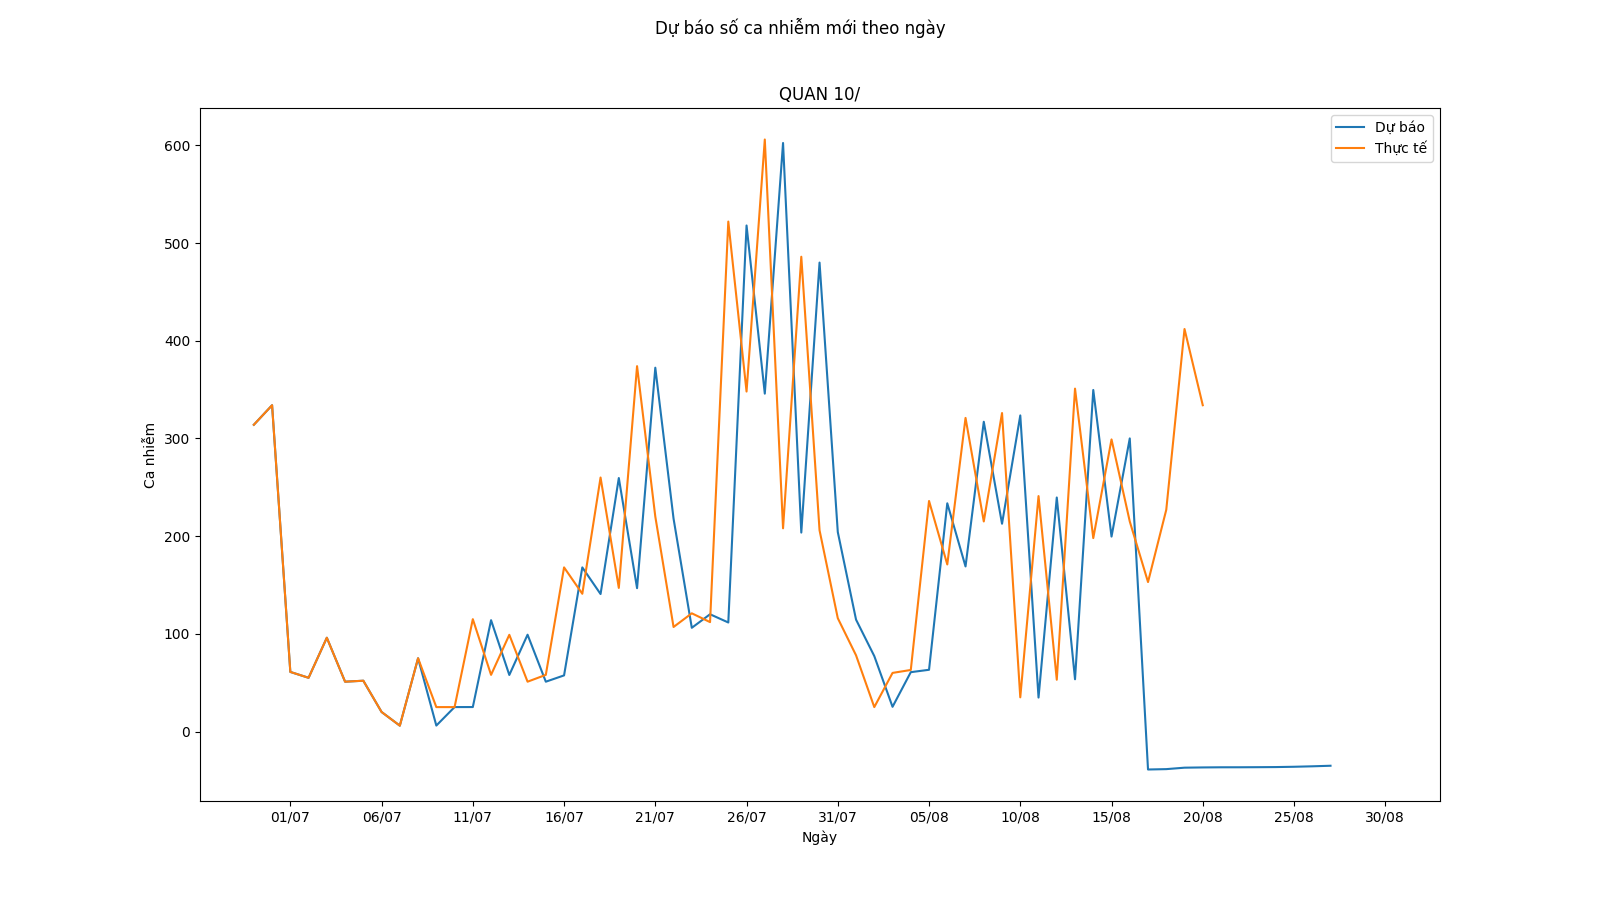 Dự báo số ca nhiễm mới theo ngày
QUAN 10/
Dự báo
Thực tế
600
500
400
300
200
100
0
Ca nhiễm
01/07 06/07 11/07 16/07 21/07 26/07 31/07 05/08 10/08 15/08 20/08 25/08 30/08
Ngày